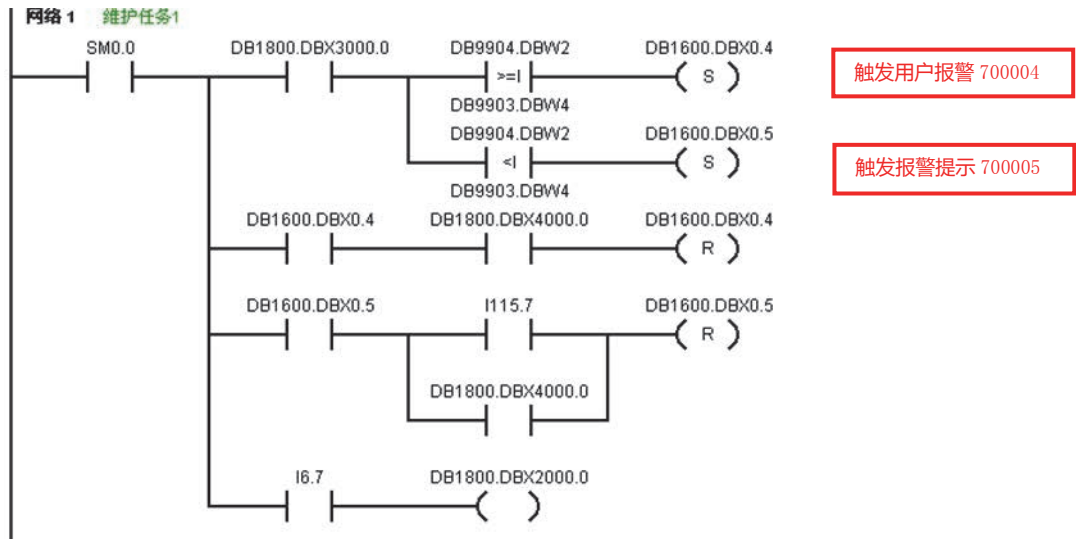 网络 1 维护任务1
SM0.0 DB1800.DBX3000.0 DB9904.DBW2 DB1600.DBX0.4
>=I S 触发用户报警 700004
DB9903.DBW4
DB9904.DBW2 DB1600.DBX0.5
<I S 触发报警提示 700005
DB9903.DBW4
DB1600.DBX0.4 DB1800.DBX4000.0 DB1600.DBX0.4
R
DB1600.DBX0.5 I115.7 DB1600.DBX0.5
R
DB1800.DBX4000.0
I6.7 DB1800.DBX2000.0